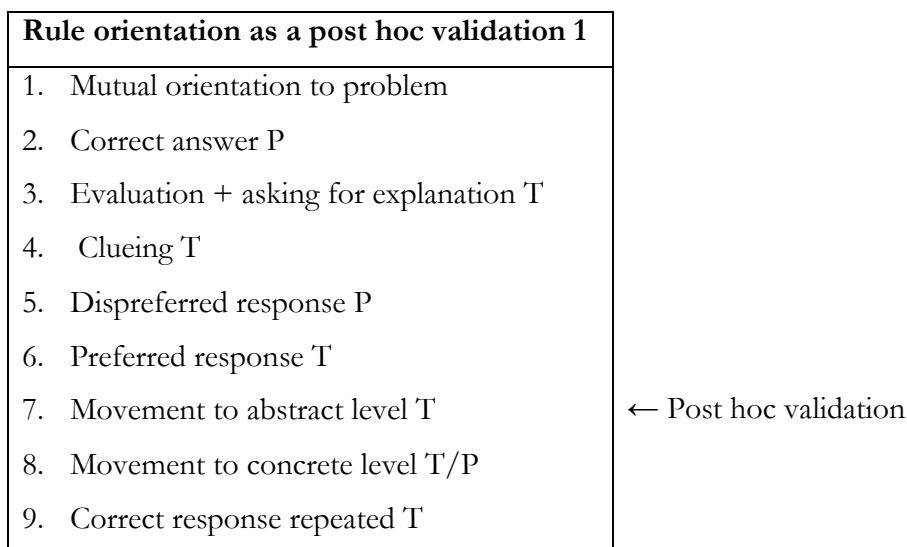 Rule orientation as a post hoc validation 1
1. Mutual orientation to problem
2. Correct answer P
3. Evaluation + asking for explanation T
4. Clueing T
5. Dispreferred response P
6. Preferred response T
7. Movement to abstract level T ← Post hoc validation
8. Movement to concrete level T/P
9. Correct response repeated T